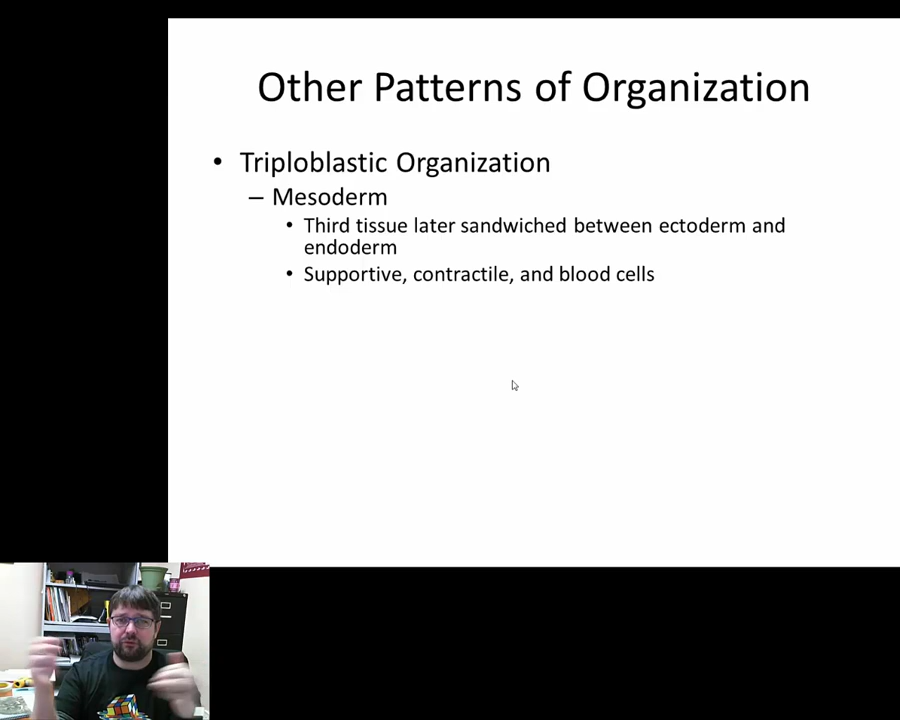 Other Patterns of Organization
• Triploblastic Organization
– Mesoderm
• Third tissue later sandwiched between ectoderm and
endoderm
• Supportive, contractile, and blood cells